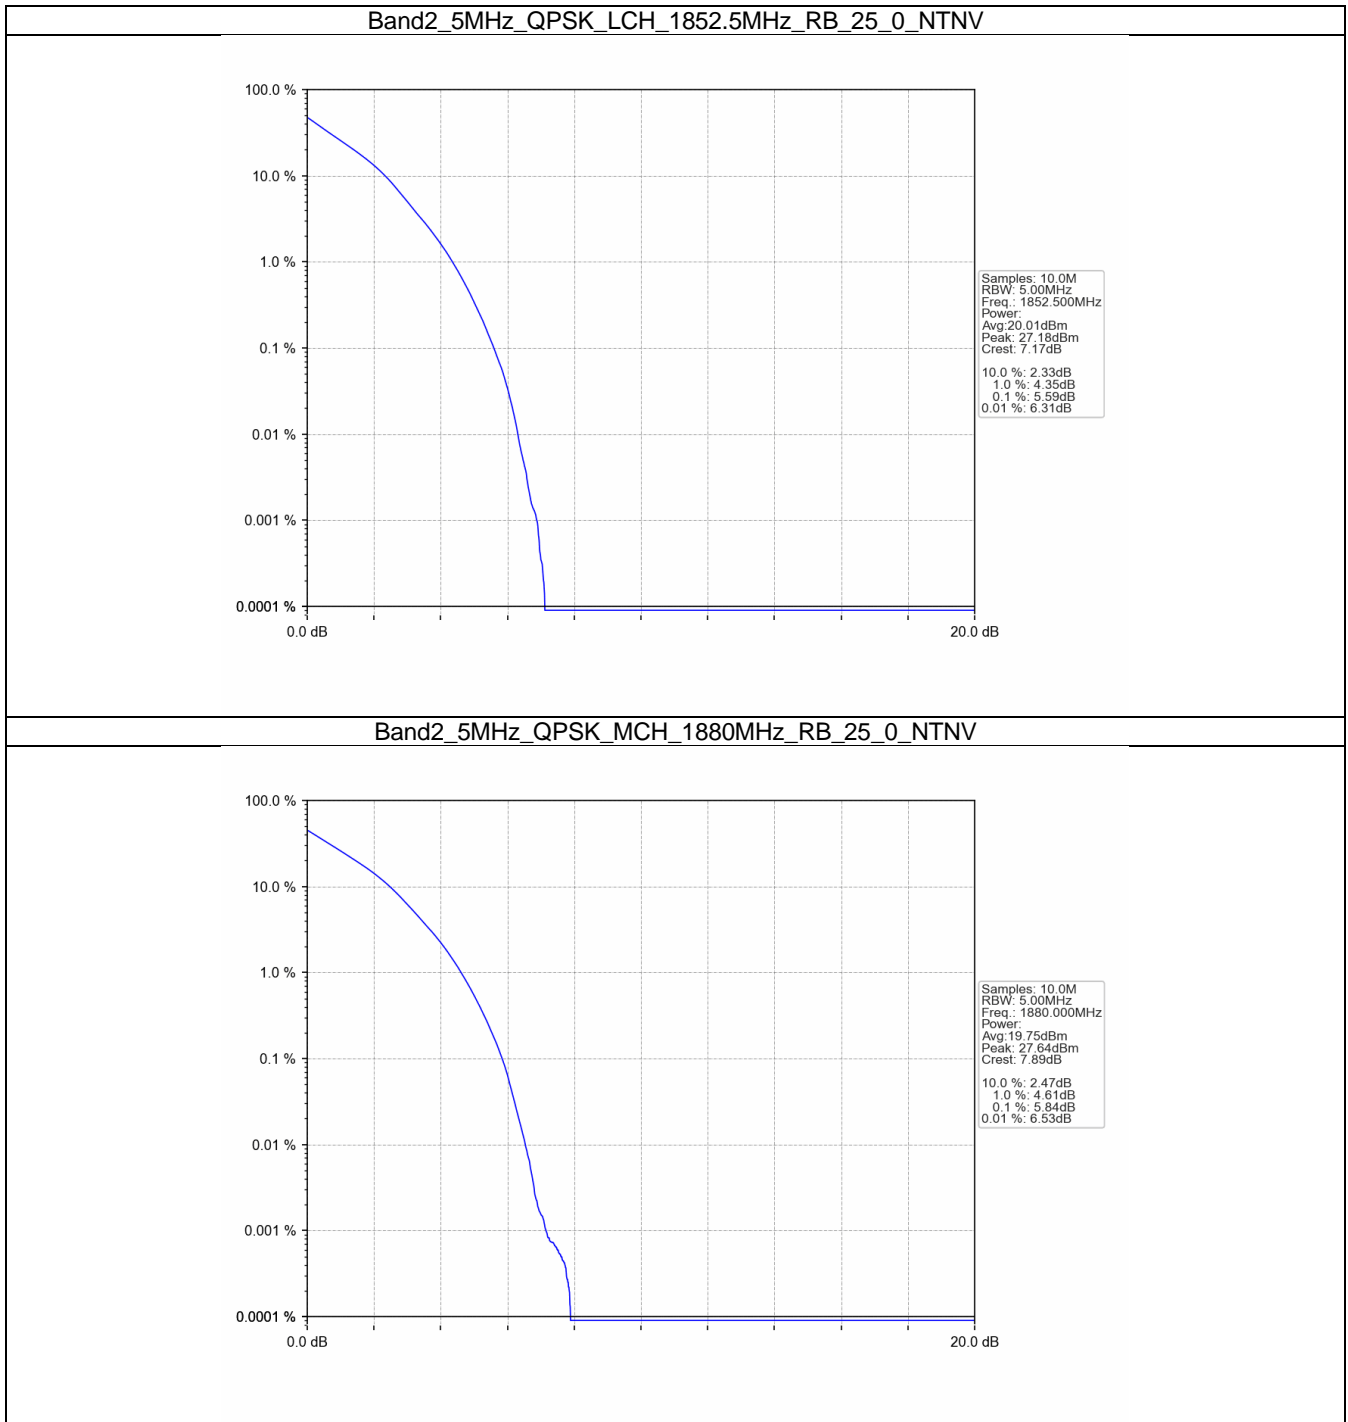 Band2_5MHz_QPSK_LCH_1852.5MHz_RB_25_0_NTNV
100.0 %
10.0 %
1.0 %
0.1 %
0.01 %
0.001 %
0.0001 %
0.0 dB
20.0 dB
Samples: 10.0M
RBW: 5.00MHz
Freq.: 1852.500MHz
Power:
Avg:20.01dBm
Peak: 27.18dBm
Crest: 7.17dB
10.0 %: 2.33dB
1.0 %: 4.35dB
0.1 %: 5.59dB
0.01 %: 6.31dB
Band2_5MHz_QPSK_MCH_1880MHz_RB_25_0_NTNV
100.0 %
10.0 %
1.0 %
0.1 %
0.01 %
0.001 %
0.0001 %
0.0 dB
20.0 dB
Samples: 10.0M
RBW: 5.00MHz
Freq.: 1880.000MHz
Power:
Avg:19.75dBm
Peak: 27.64dBm
Crest: 7.89dB
10.0 %: 2.47dB
1.0 %: 4.61dB
0.1 %: 5.84dB
0.01 %: 6.53dB